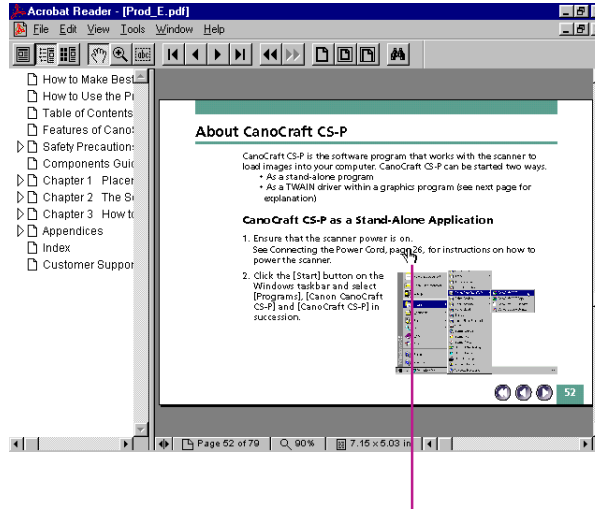 Acrobat Reader - [Prod_E.pdf]
File Edit View Tools Window Help
How to Make Best
How to Use the Pr
Table of Contents
Features of Cano
Safety Precaution
Components Guid
Chapter 1 Placer
Chapter 2 The S
Chapter 3 How to
Appendices
Index
Customer Suppor
About CanoCraft CS-P
CanoCraft CS-P is the software program that works with the scanner to
load images into your computer. CanoCraft CS-P can be started two ways.
• As a stand-alone program
• As a TWAIN driver within a graphics program (see next page for
explanation)
CanoCraft CS-P as a Stand-Alone Application
1. Ensure that the scanner power is on.
See Connecting the Power Cord, page 26, for instructions on how to
power the scanner.
2. Click the [Start] button on the
Windows taskbar and select
[Programs], [Canon CanoCraft
CS-P] and [CanoCraft CS-P] in
succession.
52
Page 52 of 79 90% 7.15 x 5.03 in